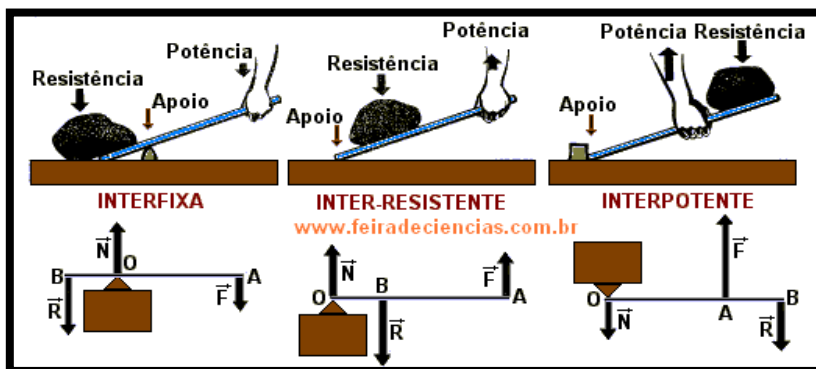 Resistência
Potência
Apoio
INTERFIXA
Resistência
Apoio
Potência
INTER-RESISTENTE
Potência
Resistência
Apoio
INTERPOTENTE
www.feiradeciencias.com.br
N
B
O
A
R
F
N
O
B
F
A
R
F
O
N
A
B
R